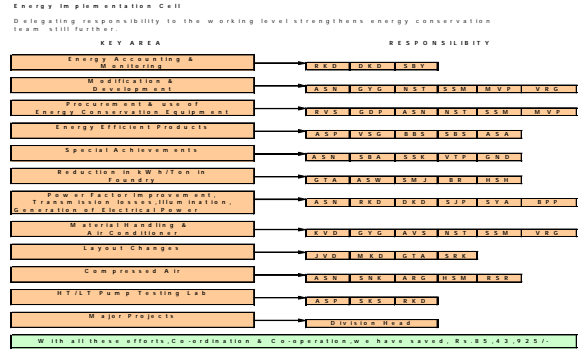 Energy Implementation Cell
Delegating responsibility to the working level strengthens energy conservation
team still further.
KEY AREA RESPONSILIBITY
Energy Accounting &
Monitoring
RKD DKD SBY
Modification &
Development
ASN GYG NST SSM MVP VRG
Procurement & use of
Energy Conservation Equipment
RVS GDP ASN NST SSM MVP
Energy Efficient Products
ASP VSG BBS SBS ASA
Special Achievements
ASN SBA SSK VTP GND
Reduction in kWh/Ton in
Foundry
GTA ASW SMJ BR HSH
Power Factor Improvement,
Transmission losses,Illumination,
Generation of Electrical Power
ASN RKD DKD SJP SYA BPP
Material Handling &
Air Conditioner
KVD GYG AVS NST SSM VRG
Layout Changes
JVD MKD GTA SRK
Compressed Air
ASN SNK ARG HSM RSR
HT/LT Pump Testing Lab
ASP SKS RKD
Major Projects
Division Head
With all these efforts,Co-ordination & Co-operation,we have saved, Rs.85,43,925/-